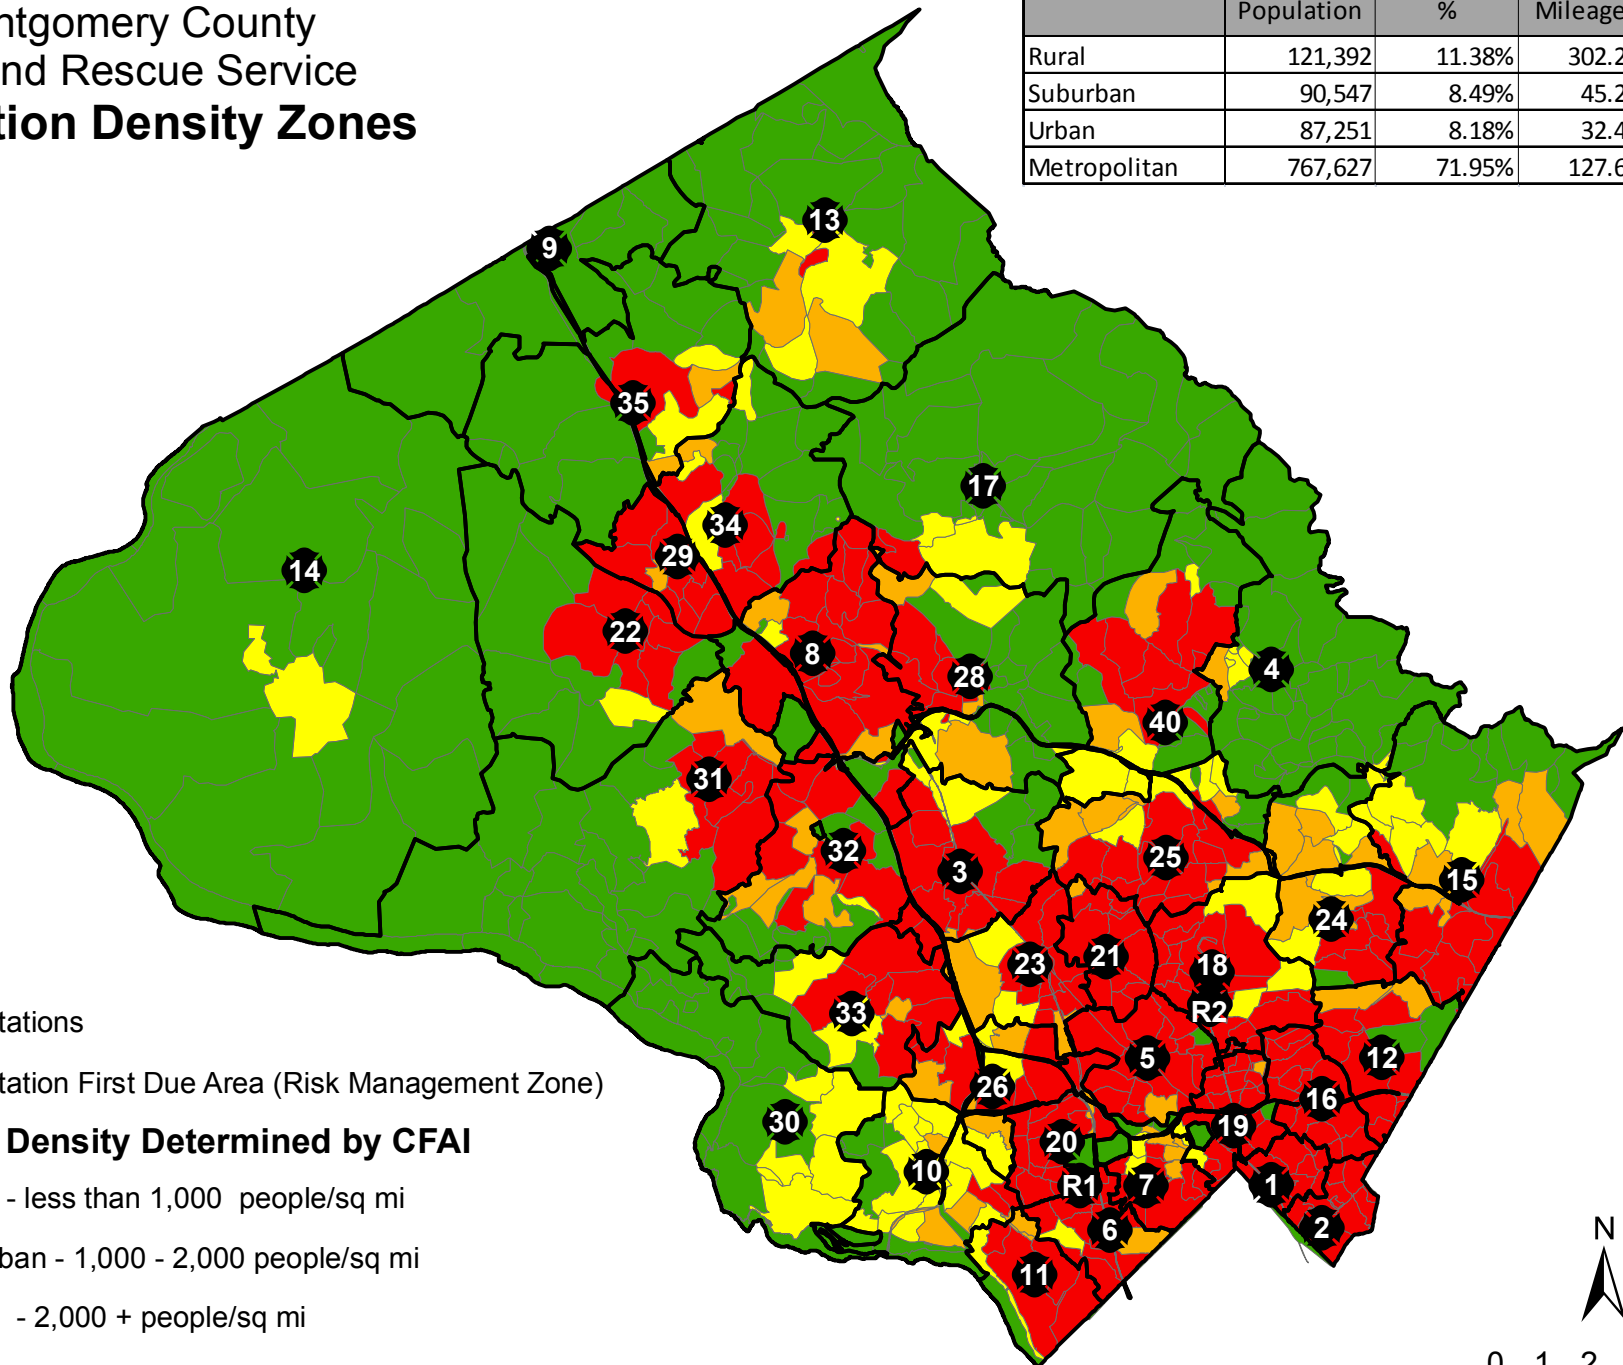 ntgomery County
nd Rescue Service
tion Density Zones
Population % Mileage
Rural 121,392 11.38% 302.2
Suburban 90,547 8.49% 45.2
Urban 87,251 8.18% 32.4
Metropolitan 767,627 71.95% 127.6
13
9
35
17
34
29
14
22
8
28
4
40
31
32
3
25
15
24
23
21
18
R2
33
5
12
26
16
30
20
19
10
R1
7
1
6
2
11
tations
tation First Due Area (Risk Management Zone)
Density Determined by CFAI
- less than 1,000 people/sq mi
ban - 1,000 - 2,000 people/sq mi
- 2,000 + people/sq mi
N
0 1 2